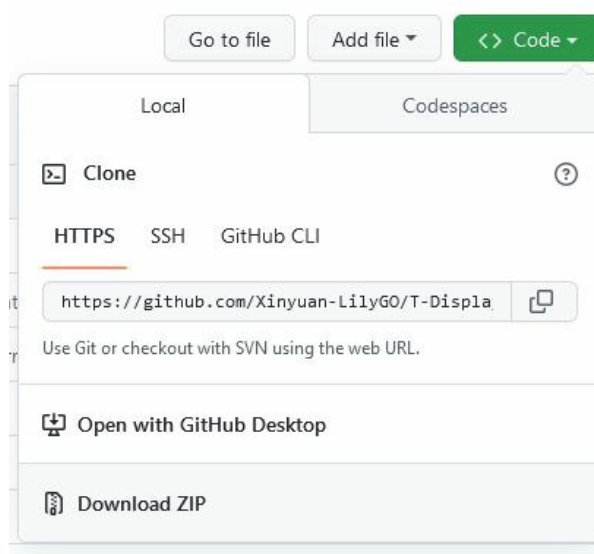 Go to file Add file <> Code
Local Codespaces
Clone
HTTPS SSH GitHub CLI
https://github.com/Xinyuan-LilyGO/T-Displa
Use Git or checkout with SVN using the web URL.
Open with GitHub Desktop
Download ZIP